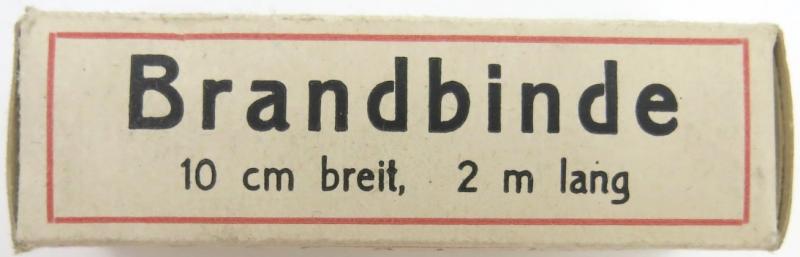 Brandbinde
10 cm breit, 2 m lang